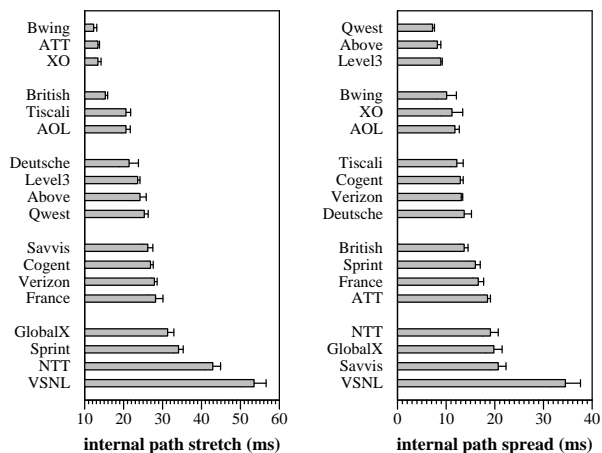 Bwing
ATT
XO
British
Tiscali
AOL
Deutsche
Level3
Above
Qwest
Savvis
Cogent
Verizon
France
GlobalX
Sprint
NTT
VSNL
10 20 30 40 50 60
internal path stretch (ms)
Qwest
Above
Level3
Bwing
XO
AOL
Tiscali
Cogent
Verizon
Deutsche
British
Sprint
France
ATT
NTT
GlobalX
Savvis
VSNL
0 10 20 30 40
internal path spread (ms)